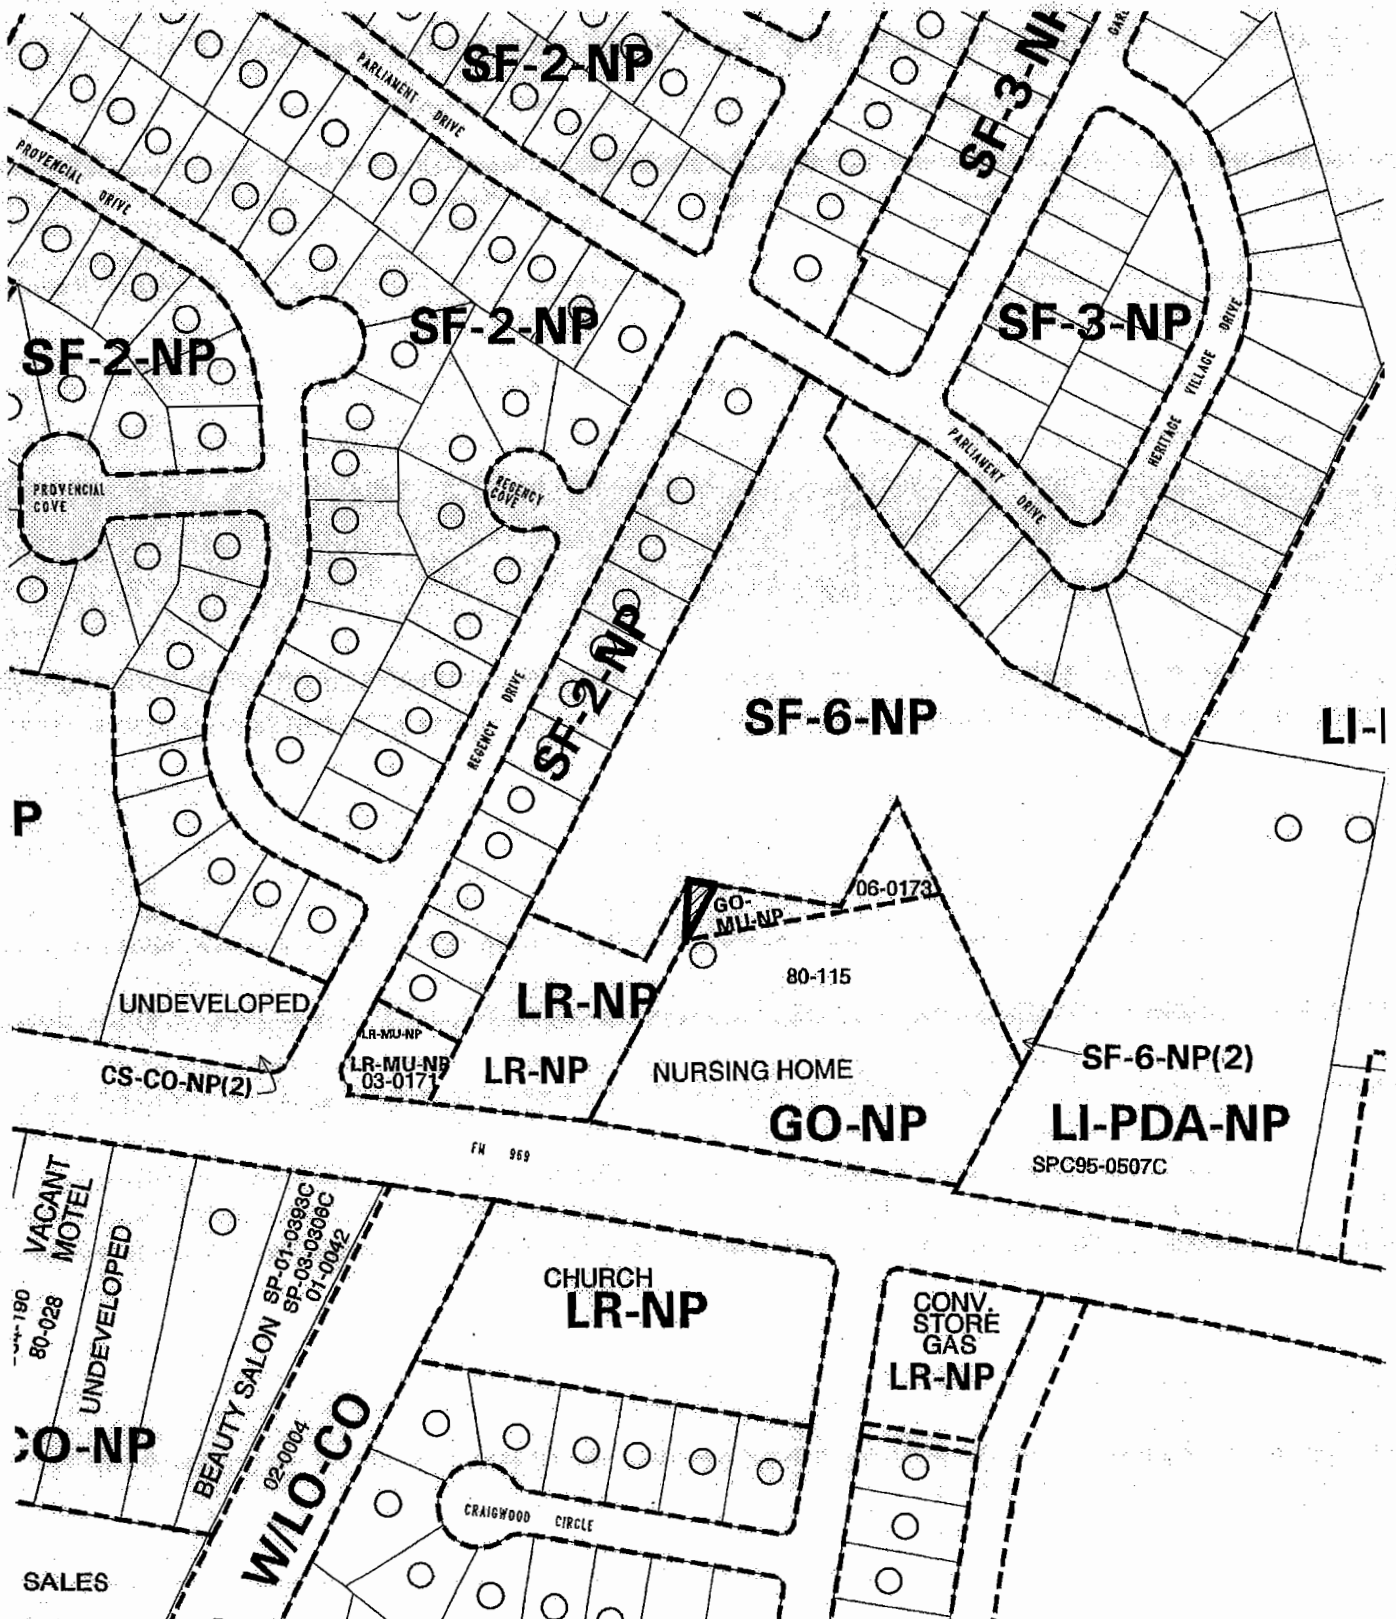 SF-2-NP
SF-3-NP
PARLIAMENT DRIVE
PROVENCIAL DRIVE
SF-2-NP
SF-2-NP
SF-3-NP
HERITAGE VILLAGE DRIVE
PARLIAMENT DRIVE
PROVENCIAL
COVE
REGENCY
COVE
REGENCY DRIVE
SF-2-NP
SF-6-NP
LI-
P
06-0173
GO-
MU-NP
80-115
UNDEVELOPED
LR-NP
LR-MU-NP
LR-MU-NP
03-0171
LR-NP
NURSING HOME
SF-6-NP(2)
CS-CO-NP(2)
GO-NP
LI-PDA-NP
SPC95-0507C
FM 969
VACANT
MOTEL
80-028
UNDEVELOPED
BEAUTY SALON
SP-01-0393C
SP-03-0306C
01-0042
CHURCH
LR-NP
CONV.
STORE
GAS
LR-NP
CO-NP
02-0004
W/LO-CO
CRAIGWOOD CIRCLE
SALES